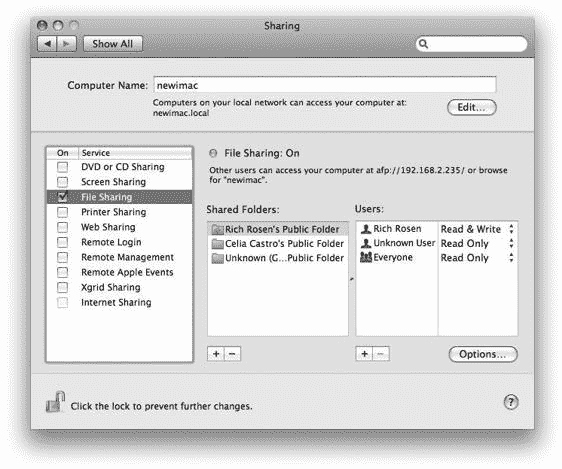 Sharing
Show All
Computer Name: newimac
Computers on your local network can access your computer at:
newimac.local
Edit...
On Service
DVD or CD Sharing
Screen Sharing
File Sharing
Printer Sharing
Web Sharing
Remote Login
Remote Management
Remote Apple Events
Xgrid Sharing
Internet Sharing
File Sharing: On
Other users can access your computer at afp://192.168.2.235/ or browse
for "newimac".
Shared Folders:
Rich Rosen's Public Folder
Celia Castro's Public Folder
Unknown (G...Public Folder
Users:
Rich Rosen Read & Write
Unknown User Read Only
Everyone Read Only
+ −
+ −
Options...
Click the lock to prevent further changes.
?